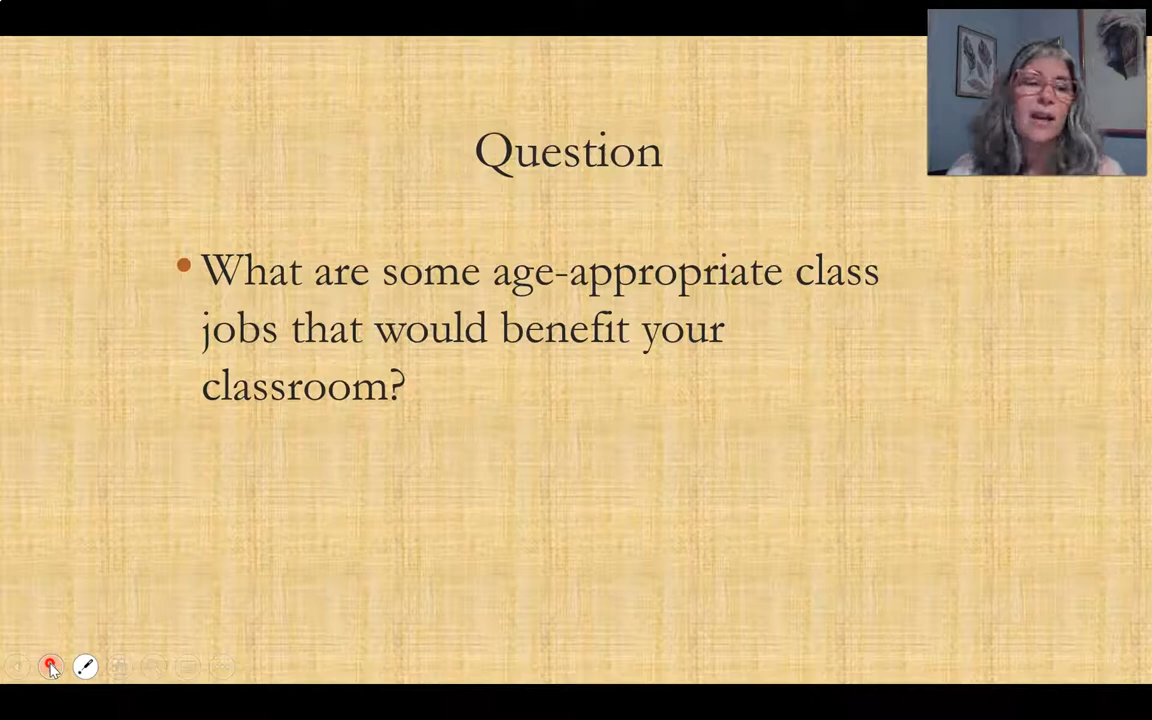 Question
• What are some age-appropriate class
jobs that would benefit your
classroom?